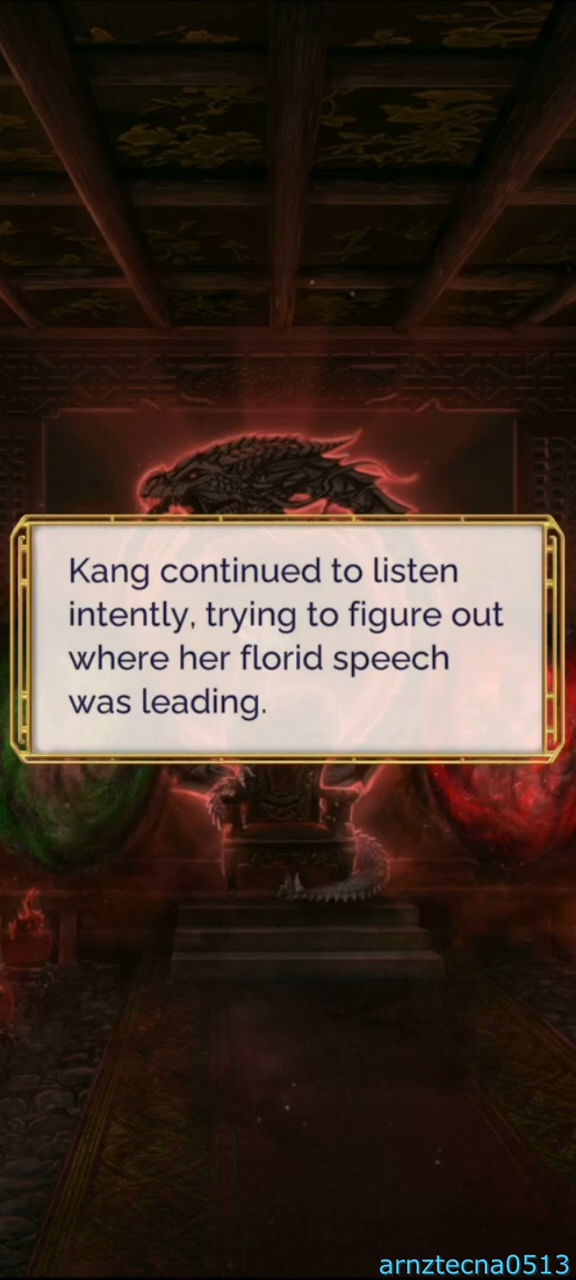 Kang continued to listen
intently, trying to figure out
where her florid speech
was leading.
arnztecna0513